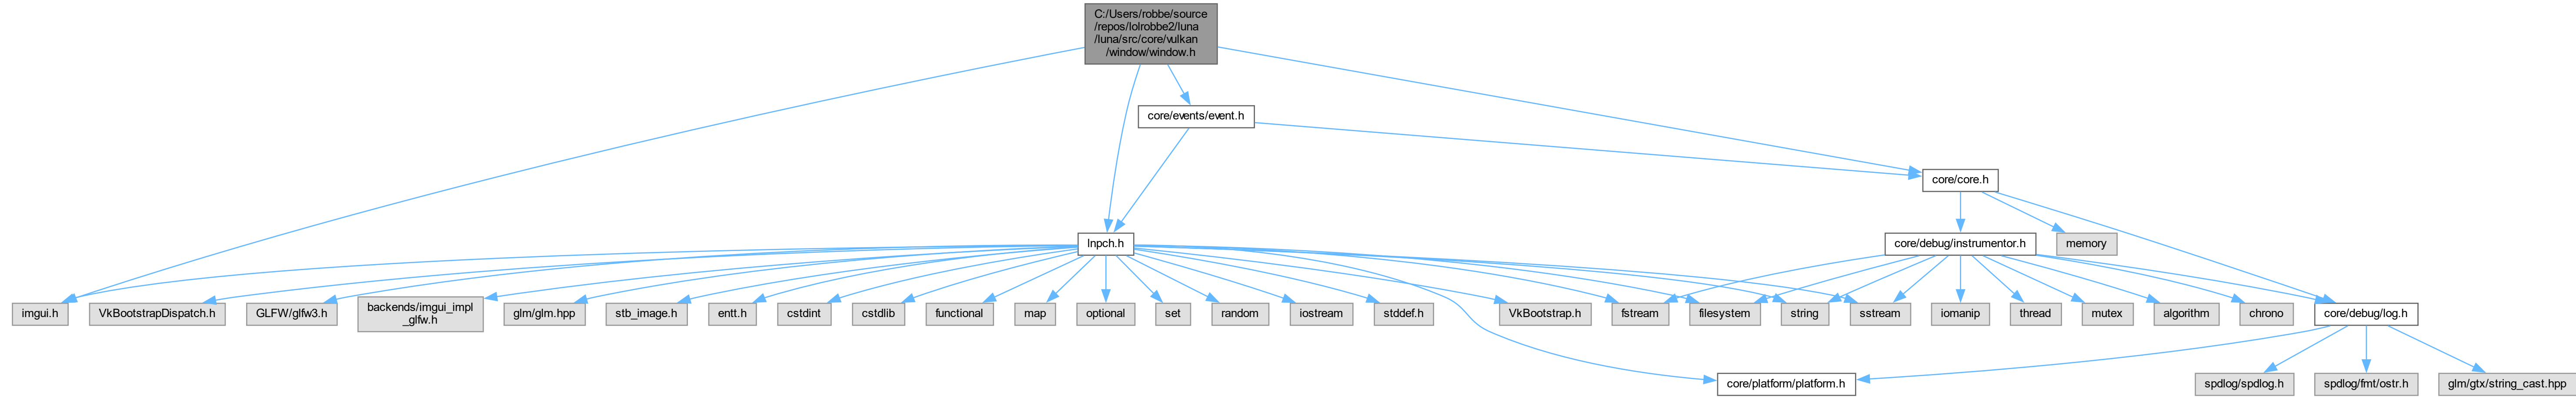 C:/Users/robbe/source
/repos/lolrobbe2/luna
/luna/src/core/vulkan
/window/window.h
core/events/event.h
core/core.h
lnpch.h
core/debug/instrumentor.h
memory
imgui.h
VkBootstrapDispatch.h
GLFW/glfw3.h
backends/imgui_impl
_glfw.h
glm/glm.hpp
stb_image.h
entt.h
cstdint
cstdlib
functional
map
optional
set
random
iostream
stddef.h
VkBootstrap.h
fstream
filesystem
string
sstream
iomanip
thread
mutex
algorithm
chrono
core/debug/log.h
core/platform/platform.h
spdlog/spdlog.h
spdlog/fmt/ostr.h
glm/gtx/string_cast.hpp